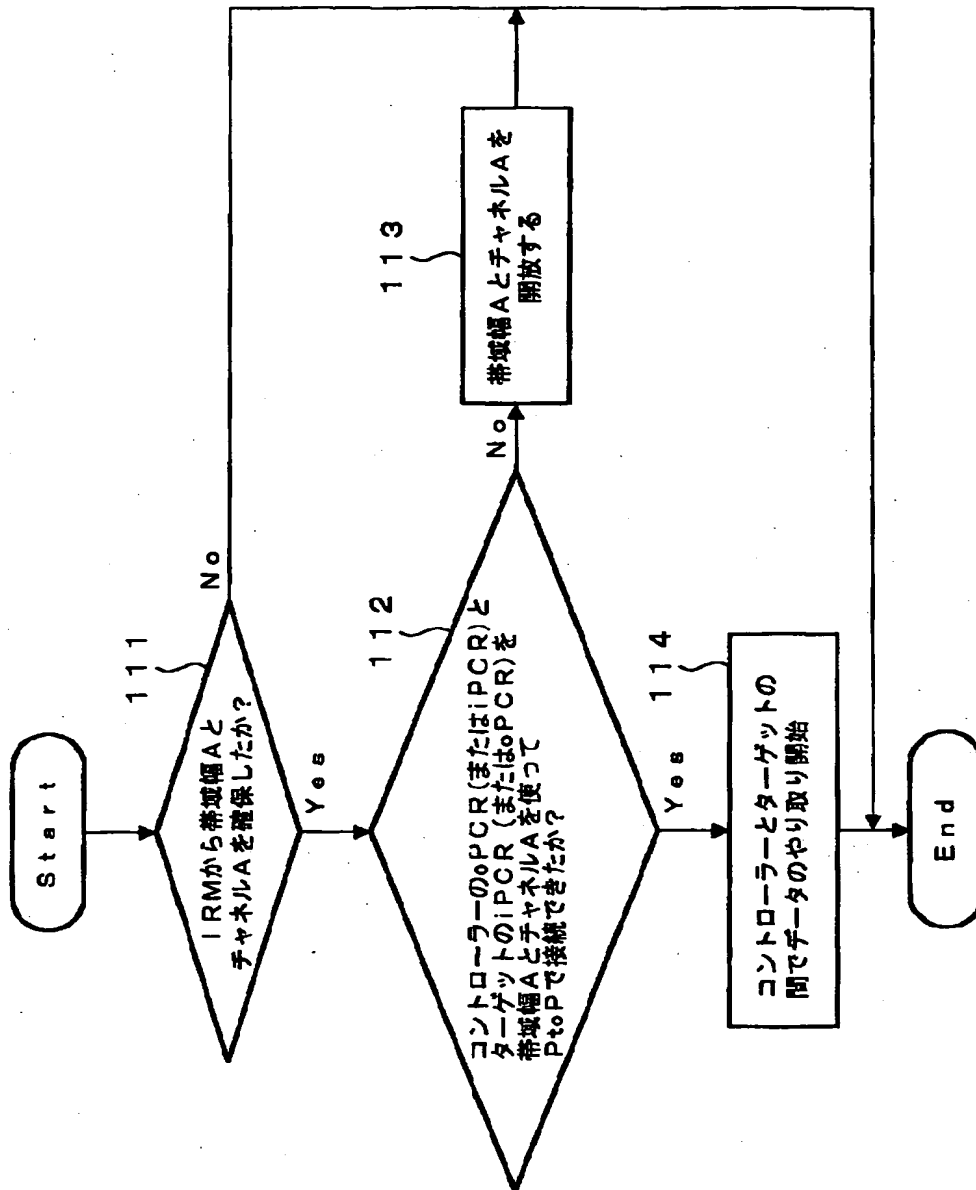 Start
111
IRMから帯域幅Aと
チャネルAを確保したか?
No
Yes
112
コントローラーのoPCR(またはiPCR)と
ターゲットのiPCR(またはoPCR)を
帯域幅AとチャネルAを使って
PtoPで接続できたか?
No
113
帯域幅AとチャネルAを
開放する
Yes
114
コントローラーとターゲットの
間でデータのやり取り開始
End